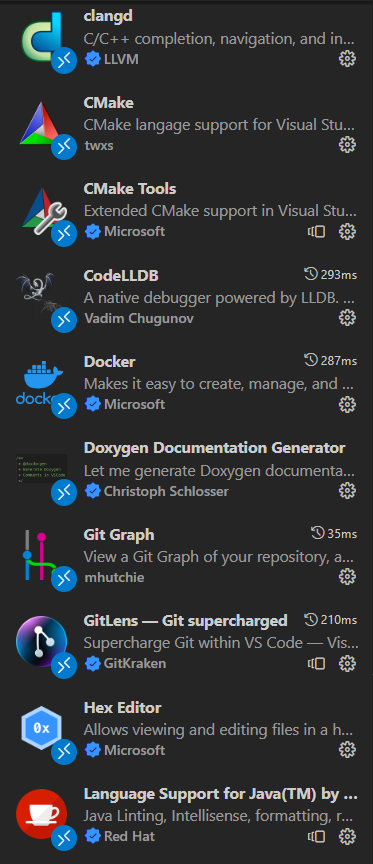 clangd
C/C++ completion, navigation, and in...
LLVM
CMake
CMake langage support for Visual Stu...
twxs
CMake Tools
Extended CMake support in Visual Stu...
Microsoft
CodeLLDB 293ms
A native debugger powered by LLDB. ...
Vadim Chugunov
docker
Docker 287ms
Makes it easy to create, manage, and ...
Microsoft
Doxygen Documentation Generator
Let me generate Doxygen documenta...
Christoph Schlosser
Git Graph 35ms
View a Git Graph of your repository, a...
mhutchie
GitLens — Git supercharged 210ms
Supercharge Git within VS Code — Vis...
GitKraken
0x
Hex Editor
Allows viewing and editing files in a h...
Microsoft
Language Support for Java(TM) by ...
Java Linting, Intellisense, formatting, r...
Red Hat